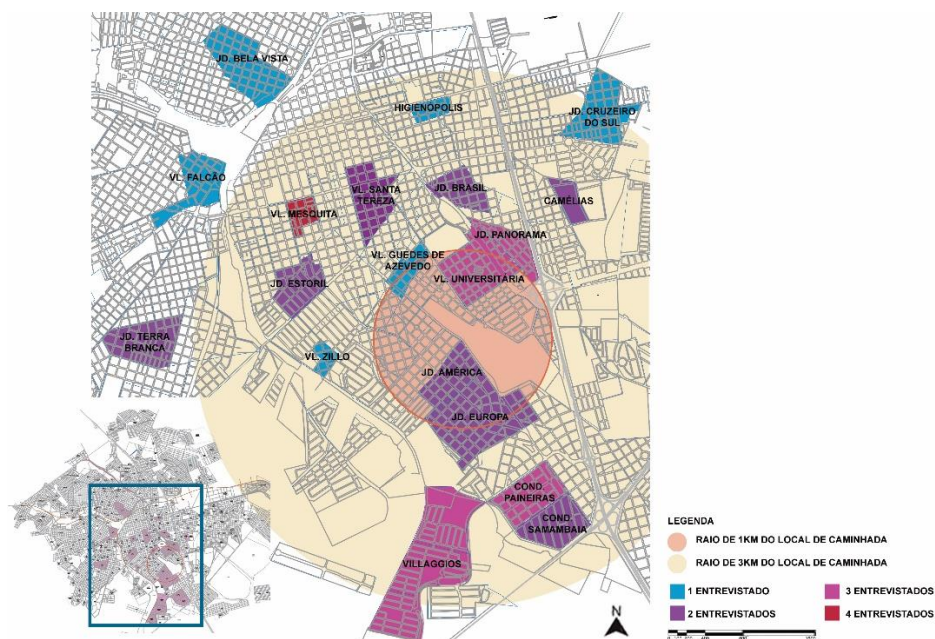 JD. BELA VISTA
HIGIENÓPOLIS
JD. CRUZEIRO
DO SUL
VL. FALCÃO
VL. SANTA
TEREZA
JD. BRASIL
CAMÉLIAS
VL. MESQUITA
JD. PANORAMA
VL. GUEDES DE
AZEVEDO
VL. UNIVERSITÁRIA
JD. ESTORIL
JD. TERRA
BRANCA
VL. ZILLO
JD. AMÉRICA
JD. EUROPA
COND.
PAINEIRAS
COND.
SAMAMBAIA
VILLAGGIOS
LEGENDA
RAIO DE 1KM DO LOCAL DE CAMINHADA
RAIO DE 3KM DO LOCAL DE CAMINHADA
1 ENTREVISTADO
3 ENTREVISTADOS
2 ENTREVISTADOS
4 ENTREVISTADOS
N